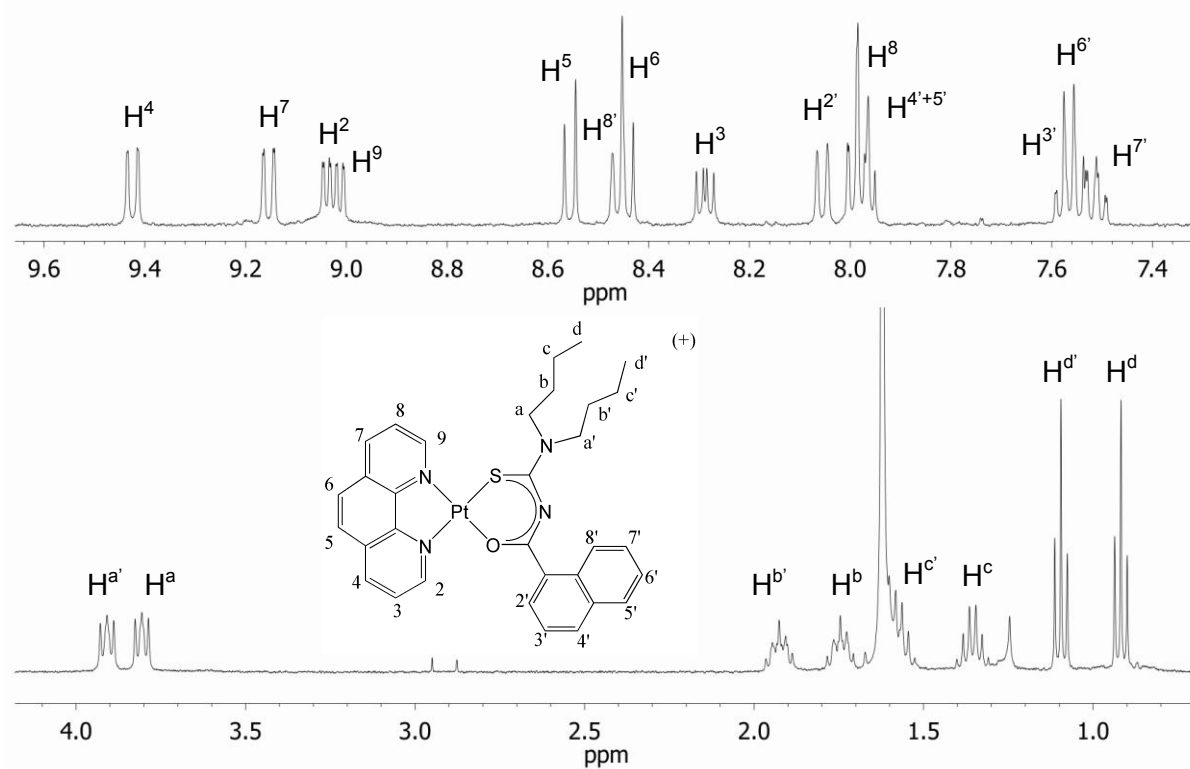 H⁴ H⁷ H² H⁹ H⁵ H⁸' H⁶ H³ H²' H⁸ H⁴'⁺⁵' H³' H⁶' H⁷'
9.6 9.4 9.2 9.0 8.8 8.6 8.4 8.2 8.0 7.8 7.6 7.4
ppm
d
(+)
c
d'
b
c'
a
b'
8
a'
7
9
N
N
S
6
Pt
N
5
N
O
8'
7'
4
2
6'
3
2'
5'
3'
4'
Hᵃ' Hᵃ Hᵇ' Hᵇ Hᶜ' Hᶜ Hᵈ' Hᵈ
4.0 3.5 3.0 2.5 2.0 1.5 1.0
ppm